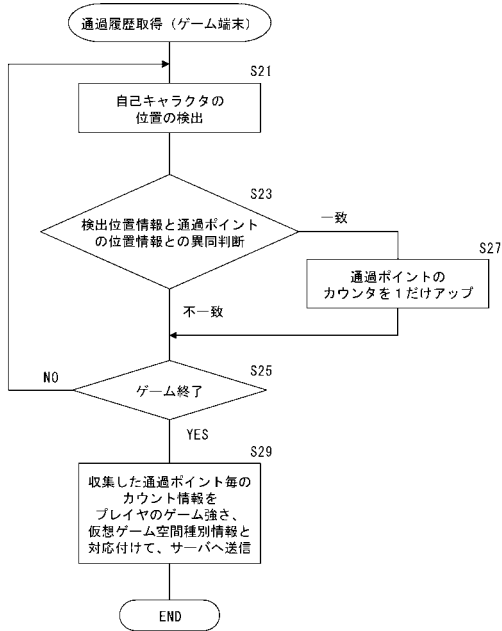 通過履歴取得（ゲーム端末）
S21
自己キャラクタの
位置の検出
S23
検出位置情報と通過ポイント
の位置情報との異同判断
一致
S27
通過ポイントの
カウンタを１だけアップ
不一致
S25
NO
ゲーム終了
YES
S29
収集した通過ポイント毎の
カウント情報を
プレイヤのゲーム強さ、
仮想ゲーム空間種別情報と
対応付けて、サーバへ送信
END